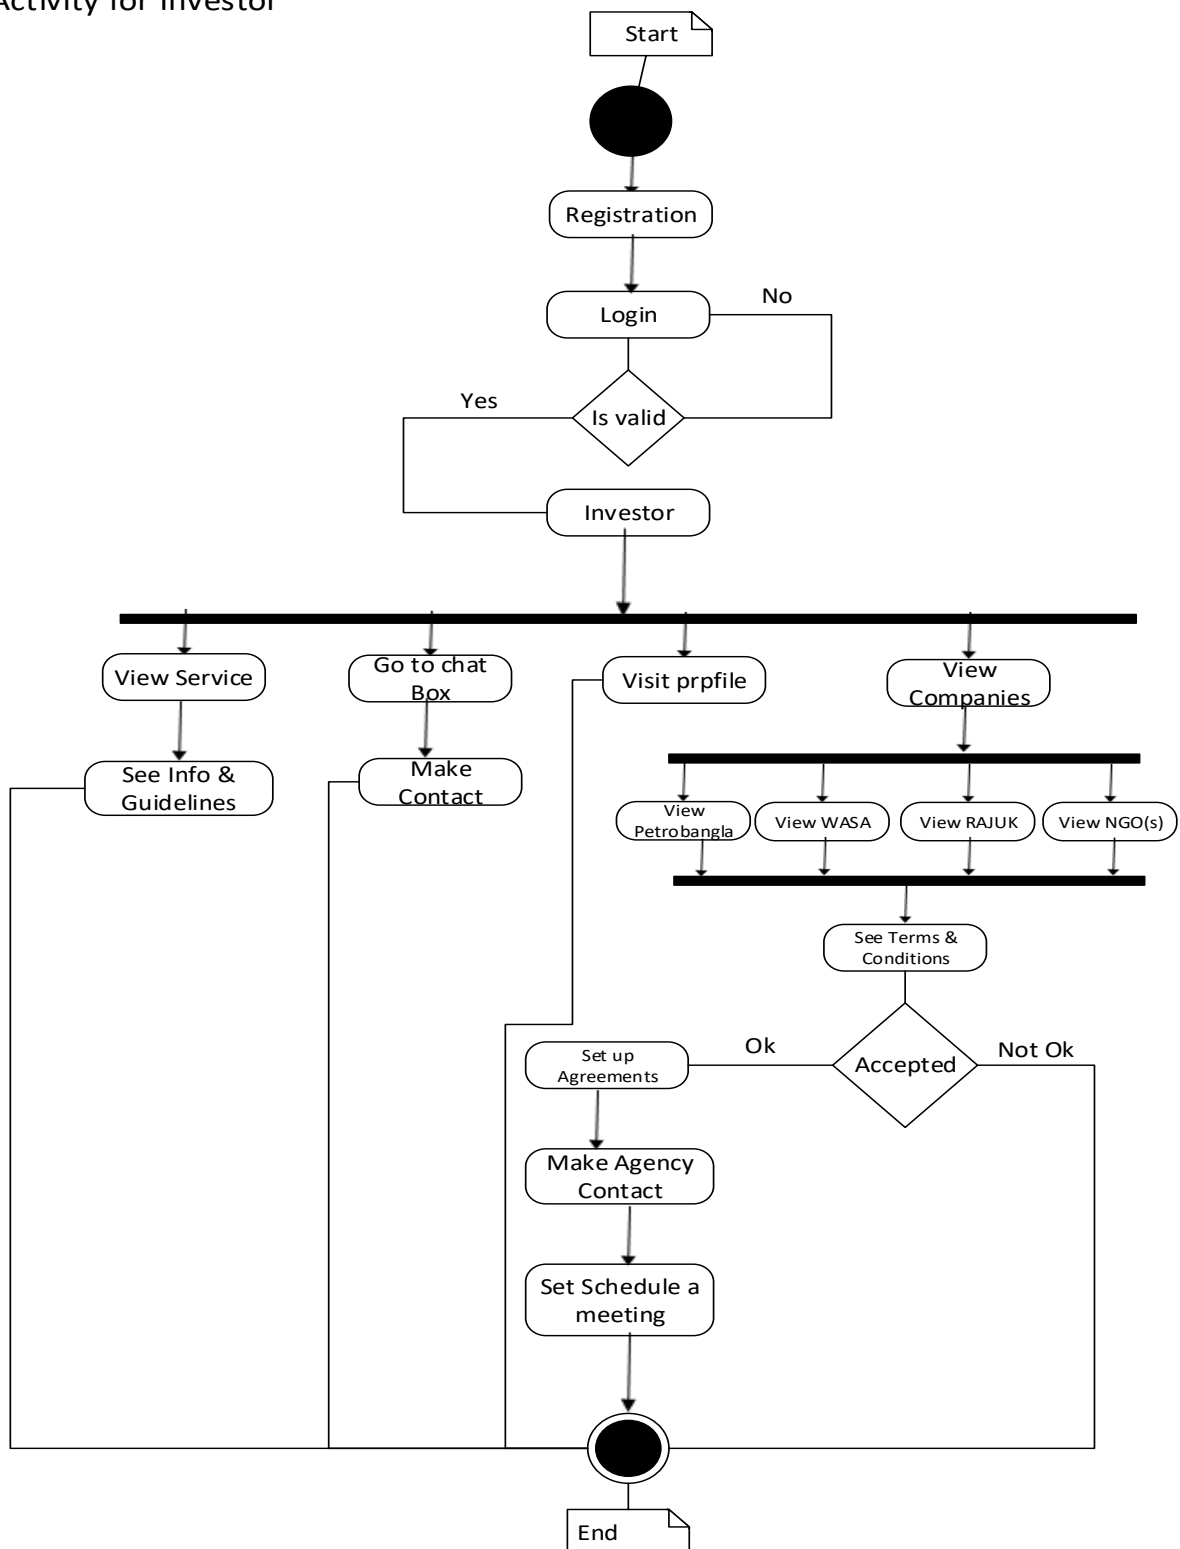 Activity for Investor
Start
Registration
Login
No
Yes
Is valid
Investor
View Service
Go to chat
Box
Visit prpfile
View
Companies
See Info &
Guidelines
Make
Contact
View
Petrobangla
View WASA
View RAJUK
View NGO(s)
See Terms &
Conditions
Ok
Accepted
Not Ok
Set up
Agreements
Make Agency
Contact
Set Schedule a
meeting
End